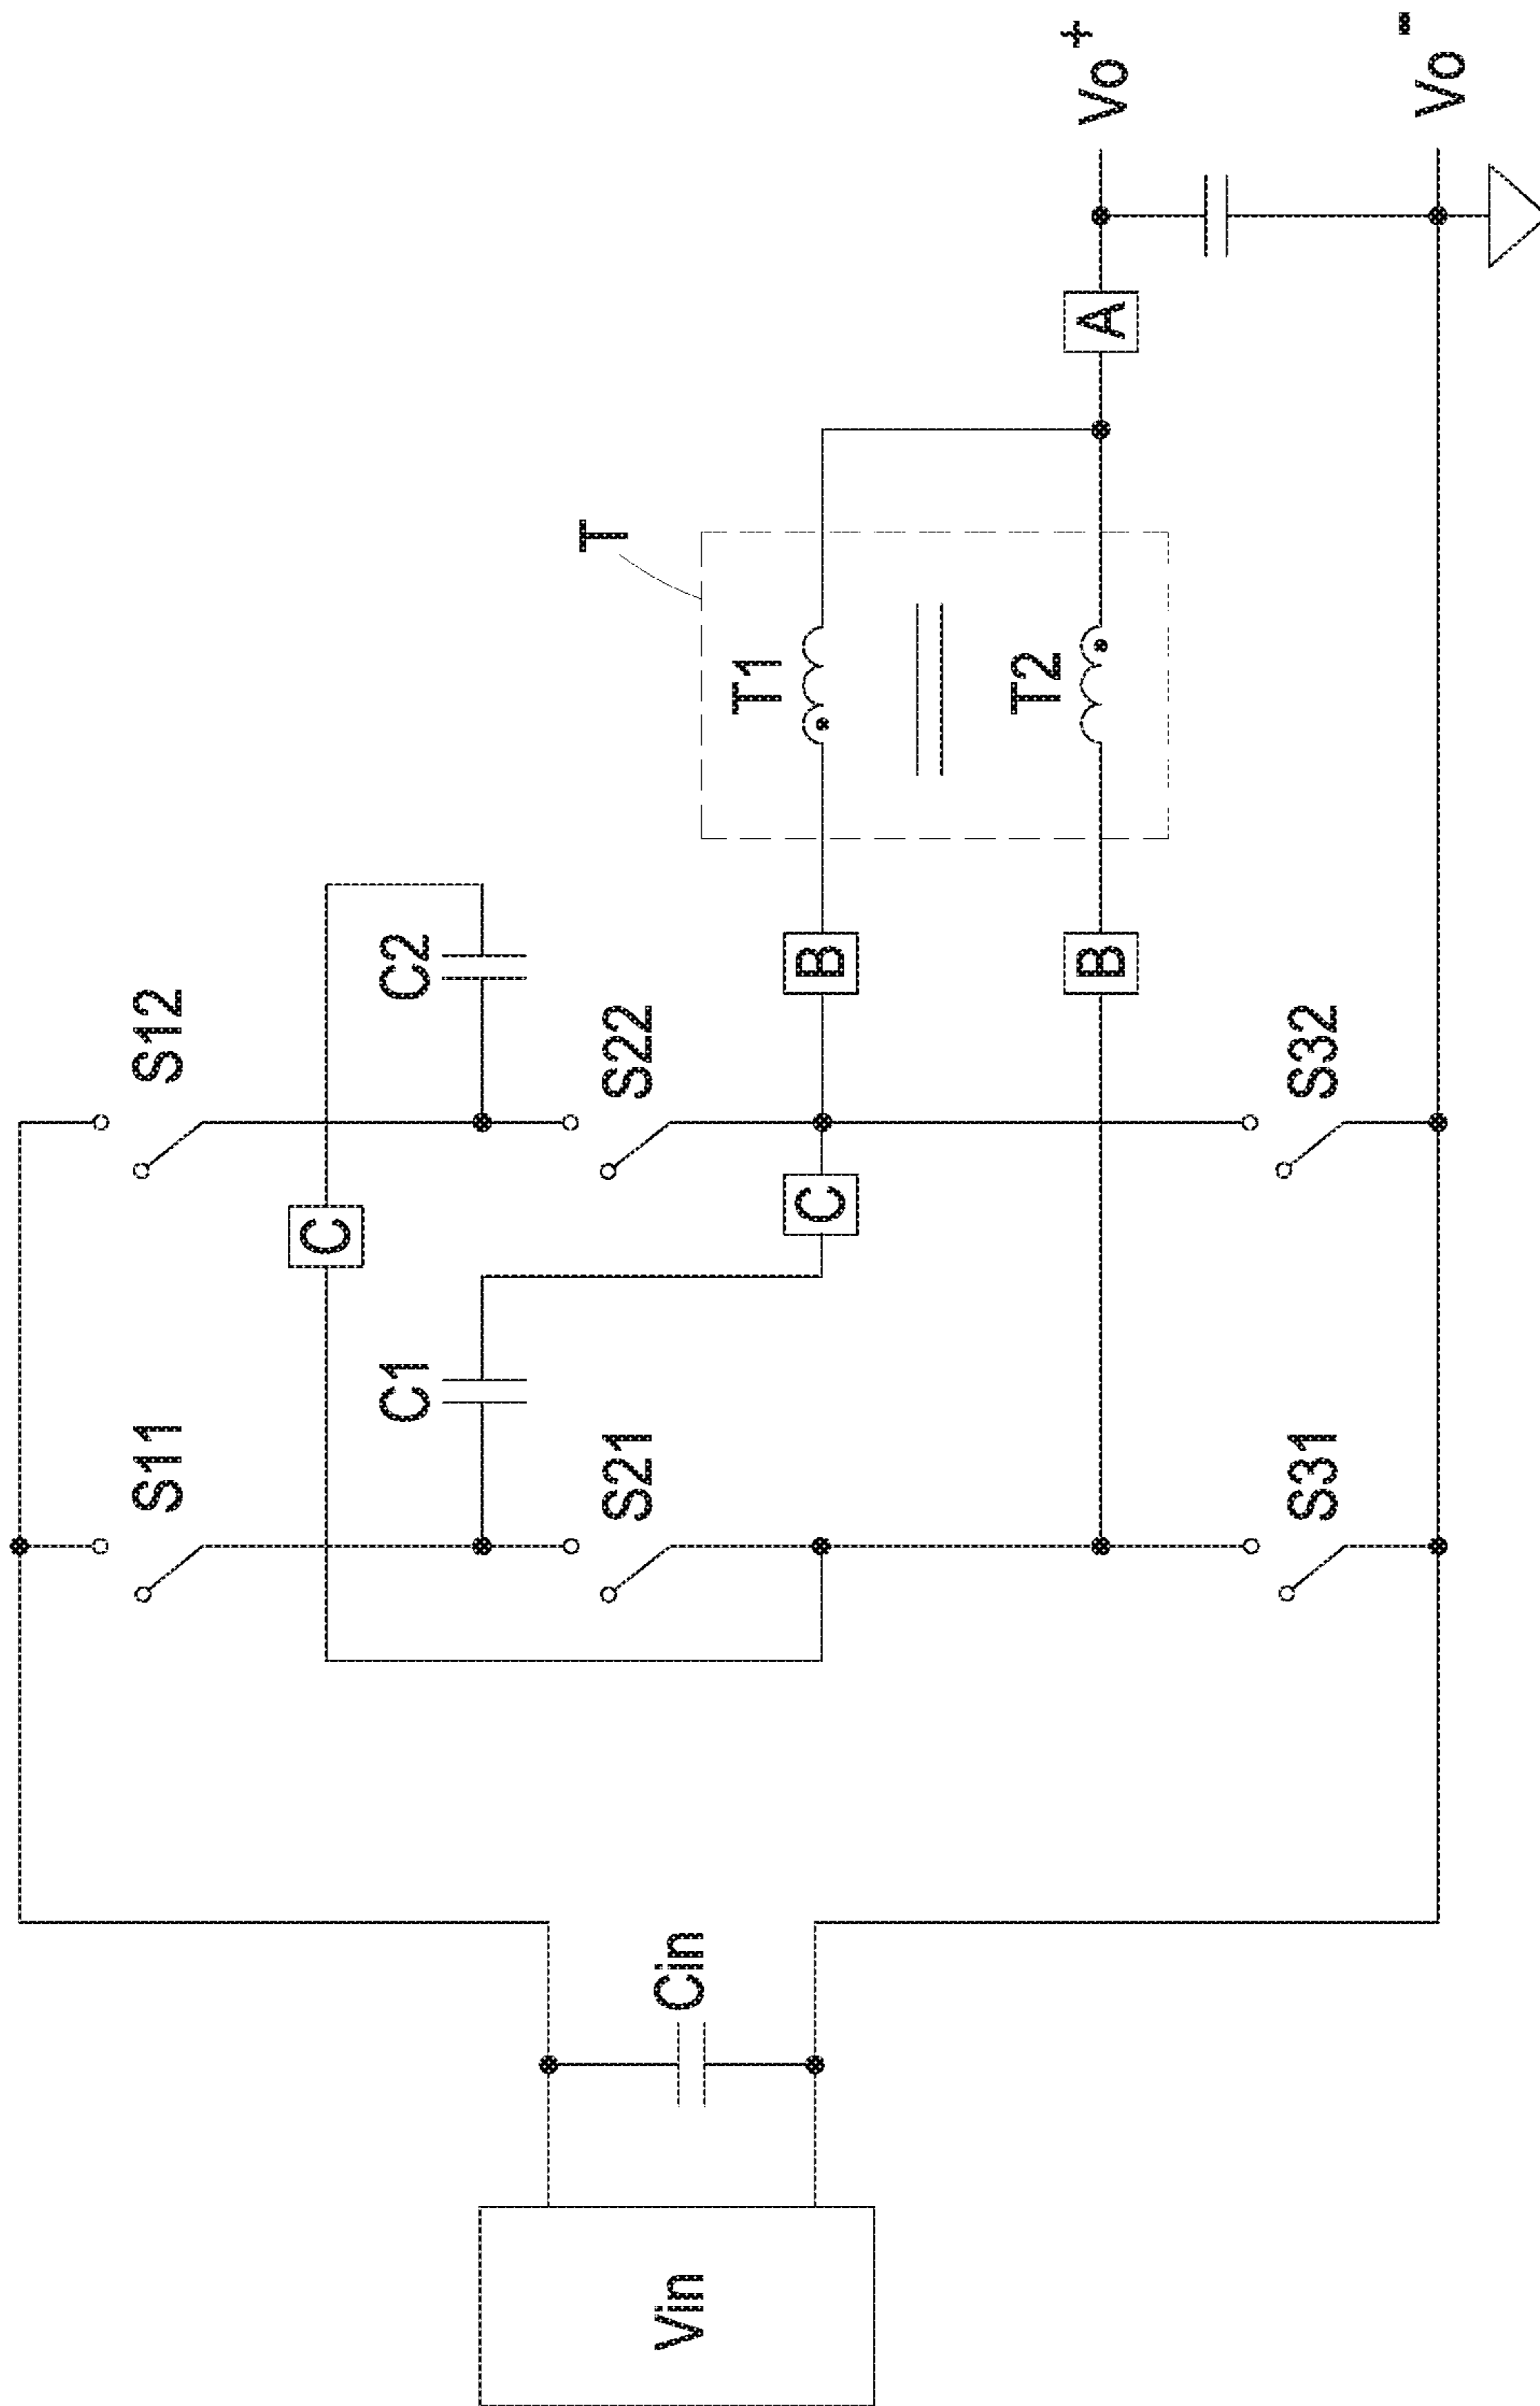 Vin
Cin
S11
S12
C
C1
C2
S21
S22
C
B
B
T
T1
T2
A
S31
S32
Vo+
Vo-